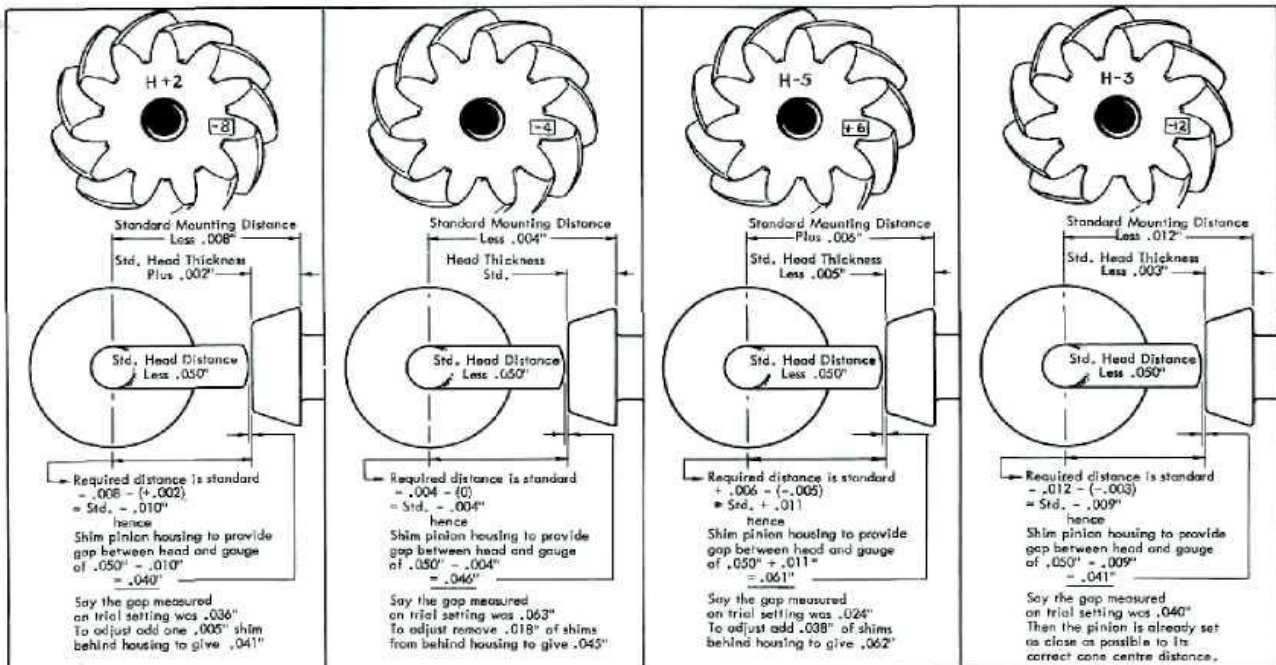 H+2
-8
Standard Mounting Distance
Less .008"
Std. Head Thickness
Plus .002"
Std. Head Distance
Less .050"
Required distance is standard
- .008 - (+.002)
= Std. - .010"
hence
Shim pinion housing to provide
gap between head and gauge
of .050" - .010"
= .040"
Say the gap measured
on trial setting was .036"
To adjust add one .005" shim
behind housing to give .041"
-4
Standard Mounting Distance
Less .004"
Head Thickness
Std.
Std. Head Distance
Less .050"
Required distance is standard
- .004 - (0)
= Std. - .004"
hence
Shim pinion housing to provide
gap between head and gauge
of .050" - .004"
= .046"
Say the gap measured
on trial setting was .063"
To adjust remove .018" of shims
from behind housing to give .045"
H-5
+6
Standard Mounting Distance
Plus .006"
Std. Head Thickness
Less .005"
Std. Head Distance
Less .050"
Required distance is standard
+ .006 - (-.005)
= Std. + .011
hence
Shim pinion housing to provide
gap between head and gauge
of .050" + .011"
= .061"
Say the gap measured
on trial setting was .024"
To adjust add .038" of shims
behind housing to give .062"
H-3
-12
Standard Mounting Distance
Less .012"
Std. Head Thickness
Less .003"
Std. Head Distance
Less .050"
Required distance is standard
- .012 - (-.003)
= Std. - .009"
hence
Shim pinion housing to provide
gap between head and gauge
of .050" - .009"
= .041"
Say the gap measured
on trial setting was .040"
Then the pinion is already set
as close as possible to its
correct cone centre distance.